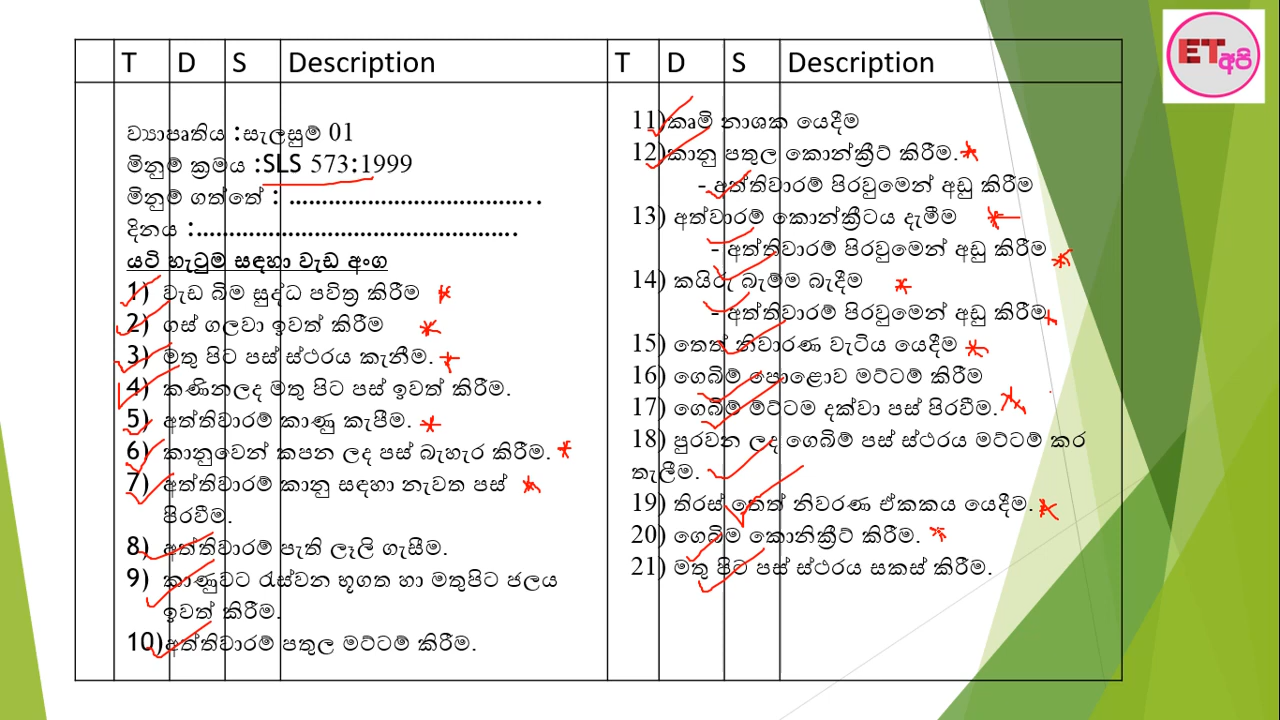 T D S Description
ව්‍යාපෘතිය :සැලසුම් 01
මිනුම් ක්‍රමය :SLS 573:1999
මිනුම් ගත්තේ : ....................................
දිනය :...............................................
යටි හැටුම සඳහා වැඩ අංග
1) වැඩ බිම සුද්ධ පවිත්‍ර කිරීම
2) ගස් ගලවා ඉවත් කිරීම
3) මතු පිට පස් ස්ථරය කැනීම.
4) කණිනලද මතු පිට පස් ඉවත් කිරීම.
5) අත්තිවාරම් කාණු කැපීම.
6) කානුවෙන් කපන ලද පස් බැහැර කිරීම.
7) අත්තිවාරම් කානු සඳහා නැවත පස්
පිරවීම.
8) අත්තිවාරම් පැති ලෑලි ගැසීම.
9) කාණුවට රැස්වන භූගත හා මතුපිට ජලය
ඉවත් කිරීම.
10)අත්තිවාරම් පතුල මට්ටම් කිරීම.
T D S Description
11)කෘමි නාශක යෙදීම
12)කානු පතුල කොන්ක්‍රීට් කිරීම.
- අත්තිවාරම් පිරවුමෙන් අඩු කිරීම
13) අත්වාරම් කොන්ක්‍රීටය දැමීම
- අත්තිවාරම් පිරවුමෙන් අඩු කිරීම
14) කයිරු බැම්ම බැදීම
- අත්තිවාරම් පිරවුමෙන් අඩු කිරීම
15) තෙත් නිවාරණ වැටිය යෙදීම
16) ගෙබිම් පොළොව මට්ටම් කිරීම
17) ගෙබිම් මට්ටම දක්වා පස් පිරවීම.
18) පුරවන ලද ගෙබිම් පස් ස්ථරය මට්ටම් කර
තැලීම.
19) තිරස් තෙත් නිවරණ ඒකකය යෙදීම.
20) ගෙබිම කොන්ක්‍රීට් කිරීම.
21) මතු පිට පස් ස්ථරය සකස් කිරීම.
ET අපි